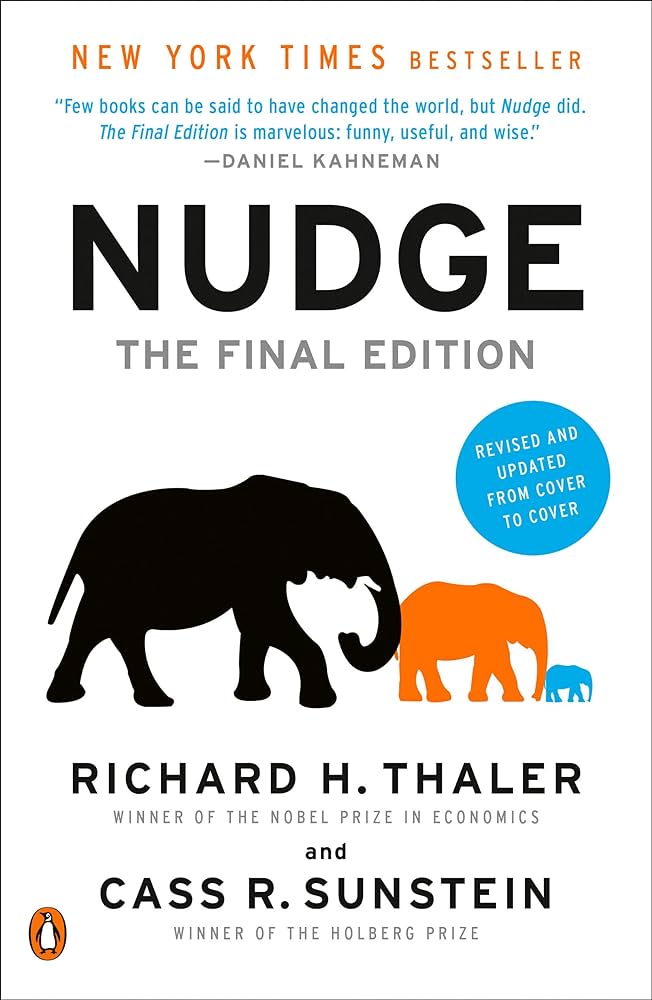 NEW YORK TIMES BESTSELLER
“Few books can be said to have changed the world, but Nudge did.
The Final Edition is marvelous: funny, useful, and wise.”
—DANIEL KAHNEMAN
NUDGE
THE FINAL EDITION
REVISED AND
UPDATED
FROM COVER
TO COVER
RICHARD H. THALER
WINNER OF THE NOBEL PRIZE IN ECONOMICS
and
CASS R. SUNSTEIN
WINNER OF THE HOLBERG PRIZE